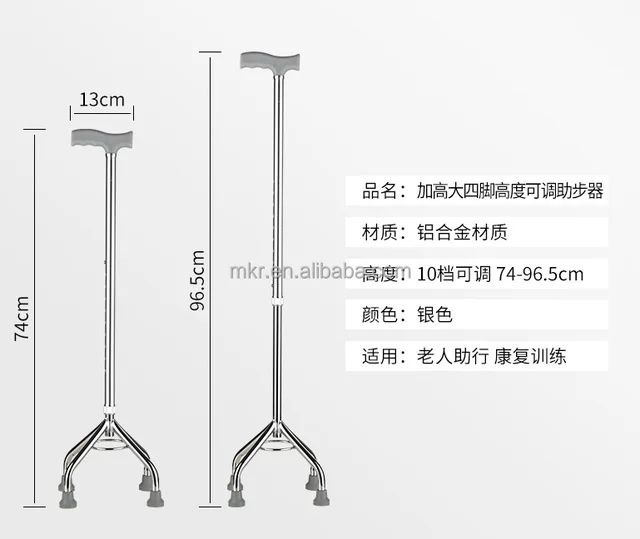 13cm
74cm
96.5cm
品名：加高大四脚高度可调助步器
材质：铝合金材质
mkr.en.alibaba.com
高度：10档可调 74-96.5cm
颜色：银色
适用：老人助行 康复训练